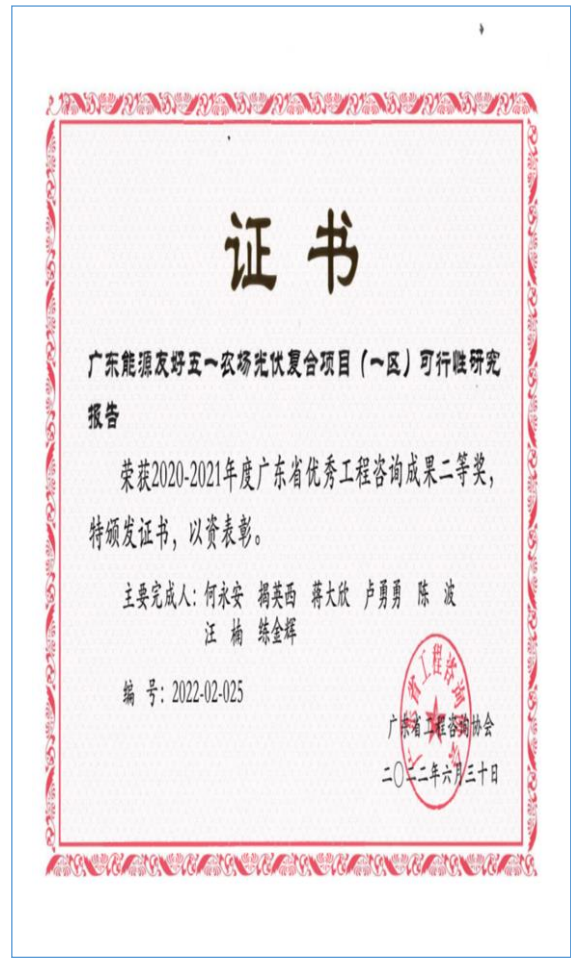 证书
广东能源友好五一农场光伏复合项目（一区）可行性研究
报告
荣获2020-2021年度广东省优秀工程咨询成果二等奖，
特颁发证书，以资表彰。
主要完成人：何永安 揭英西 蒋大欣 卢勇勇 陈波
汪楠 练金辉
编号：2022-02-025
广东省工程咨询协会
二〇二二年六月三十日